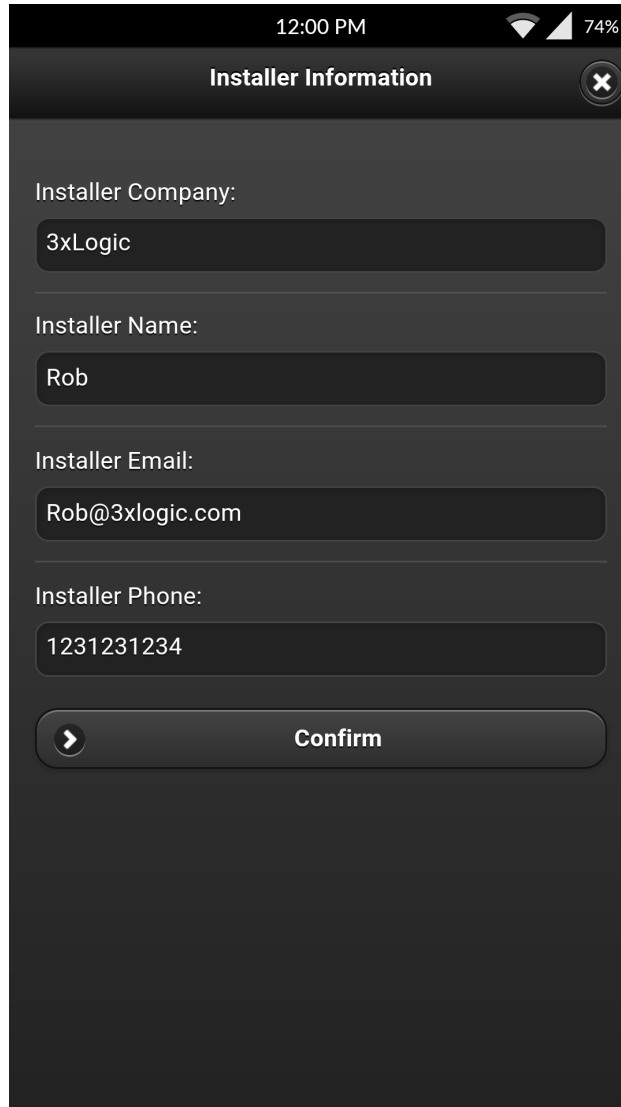 12:00 PM 74%
Installer Information
Installer Company:
3xLogic
Installer Name:
Rob
Installer Email:
Rob@3xlogic.com
Installer Phone:
1231231234
Confirm